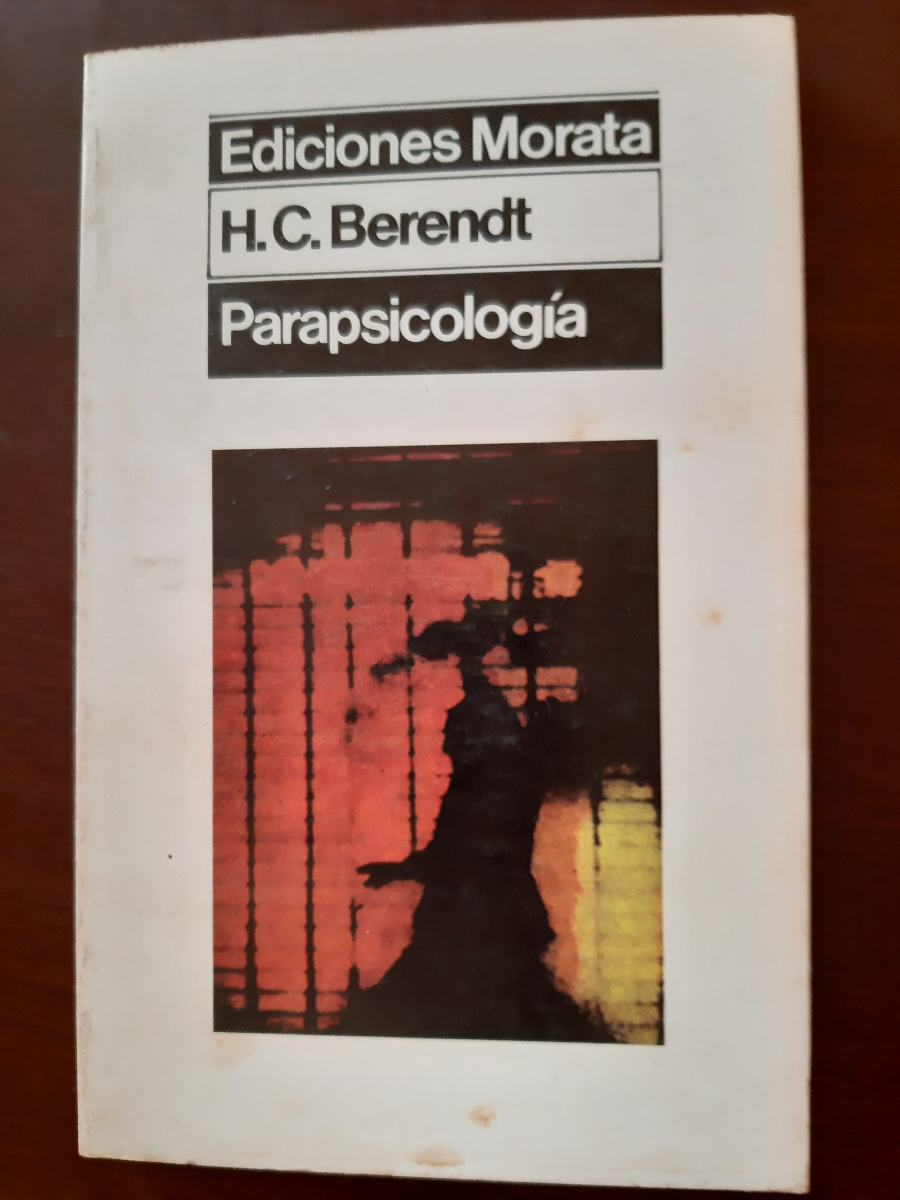 Ediciones Morata
H. C. Berendt
Parapsicología